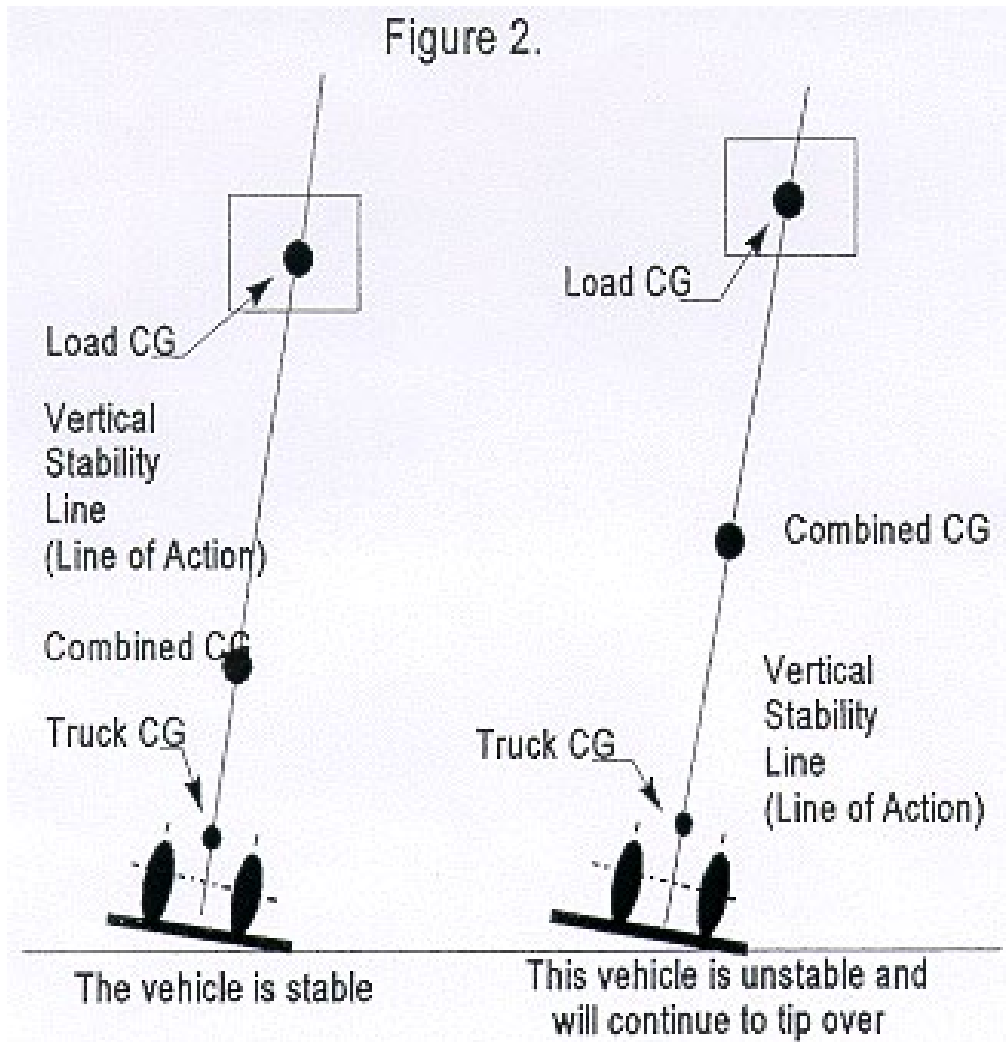 Figure 2.
Load CG
Vertical
Stability
Line
(Line of Action)
Combined CG
Truck CG
The vehicle is stable
Load CG
Combined CG
Truck CG
Vertical
Stability
Line
(Line of Action)
This vehicle is unstable and
will continue to tip over